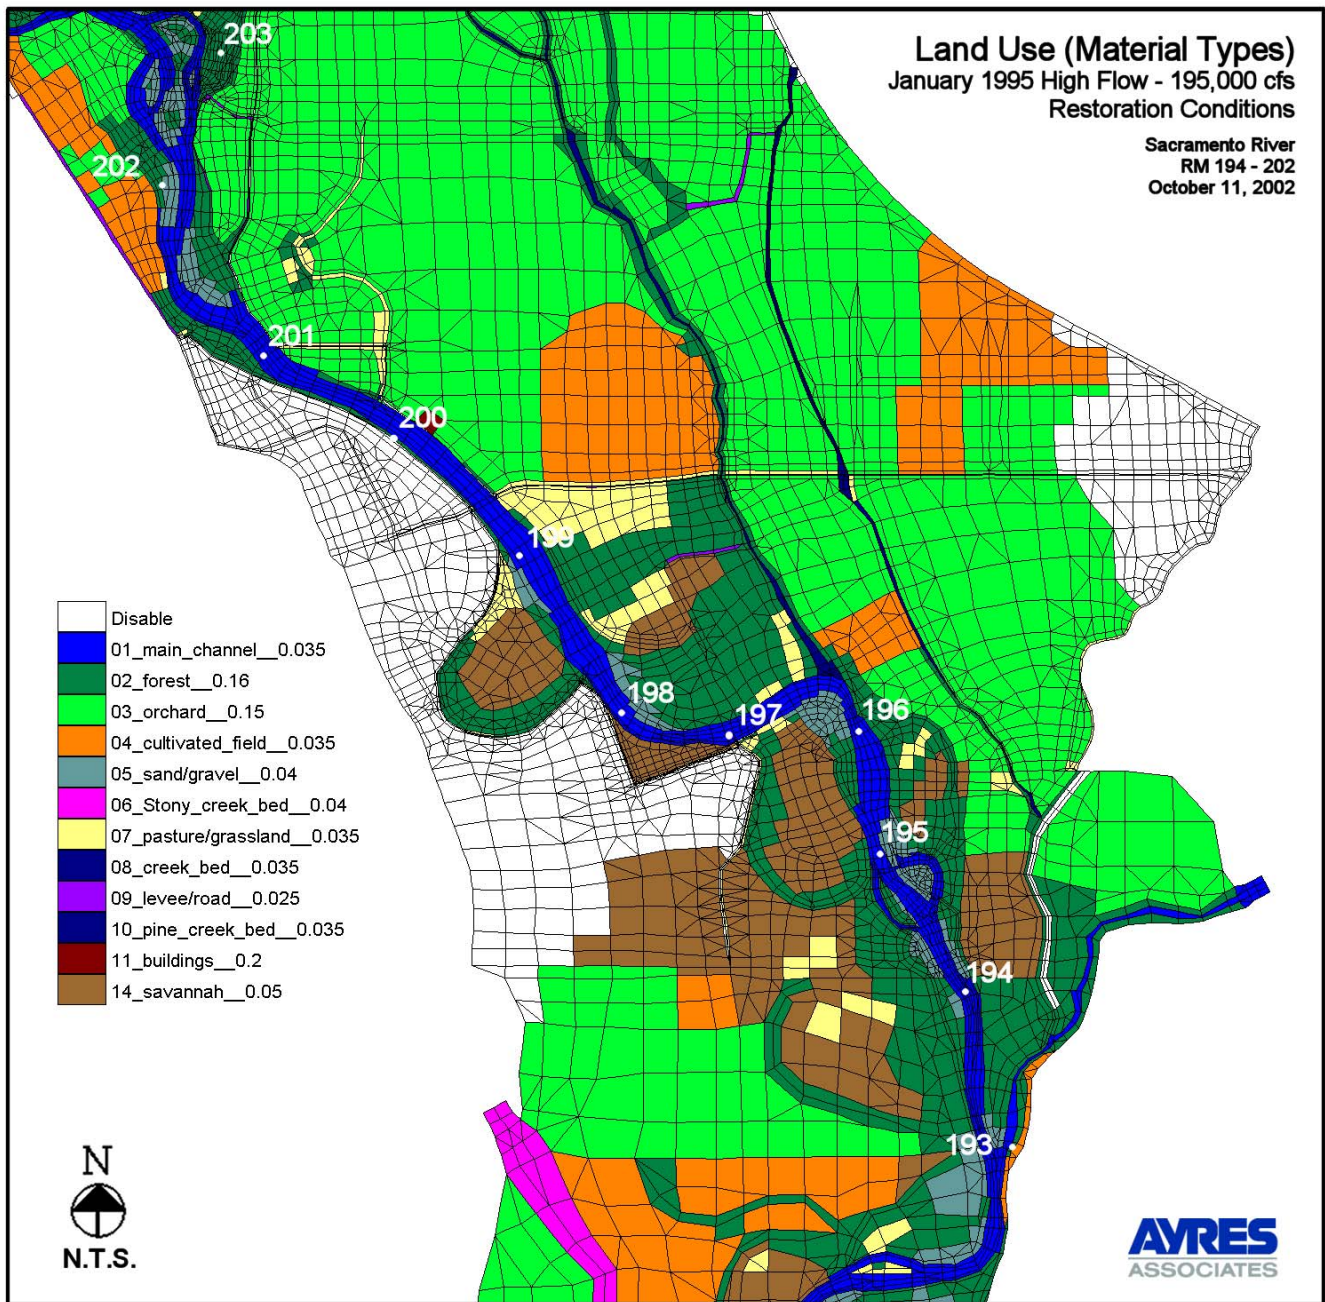 Land Use (Material Types)
January 1995 High Flow - 195,000 cfs
Restoration Conditions
Sacramento River
RM 194 - 202
October 11, 2002
203
202
201
200
199
198
197
196
195
194
193
Disable
01_main_channel__0.035
02_forest__0.16
03_orchard__0.15
04_cultivated_field__0.035
05_sand/gravel__0.04
06_Stony_creek_bed__0.04
07_pasture/grassland__0.035
08_creek_bed__0.035
09_levee/road__0.025
10_pine_creek_bed__0.035
11_buildings__0.2
14_savannah__0.05
N
N.T.S.
AYRES
ASSOCIATES